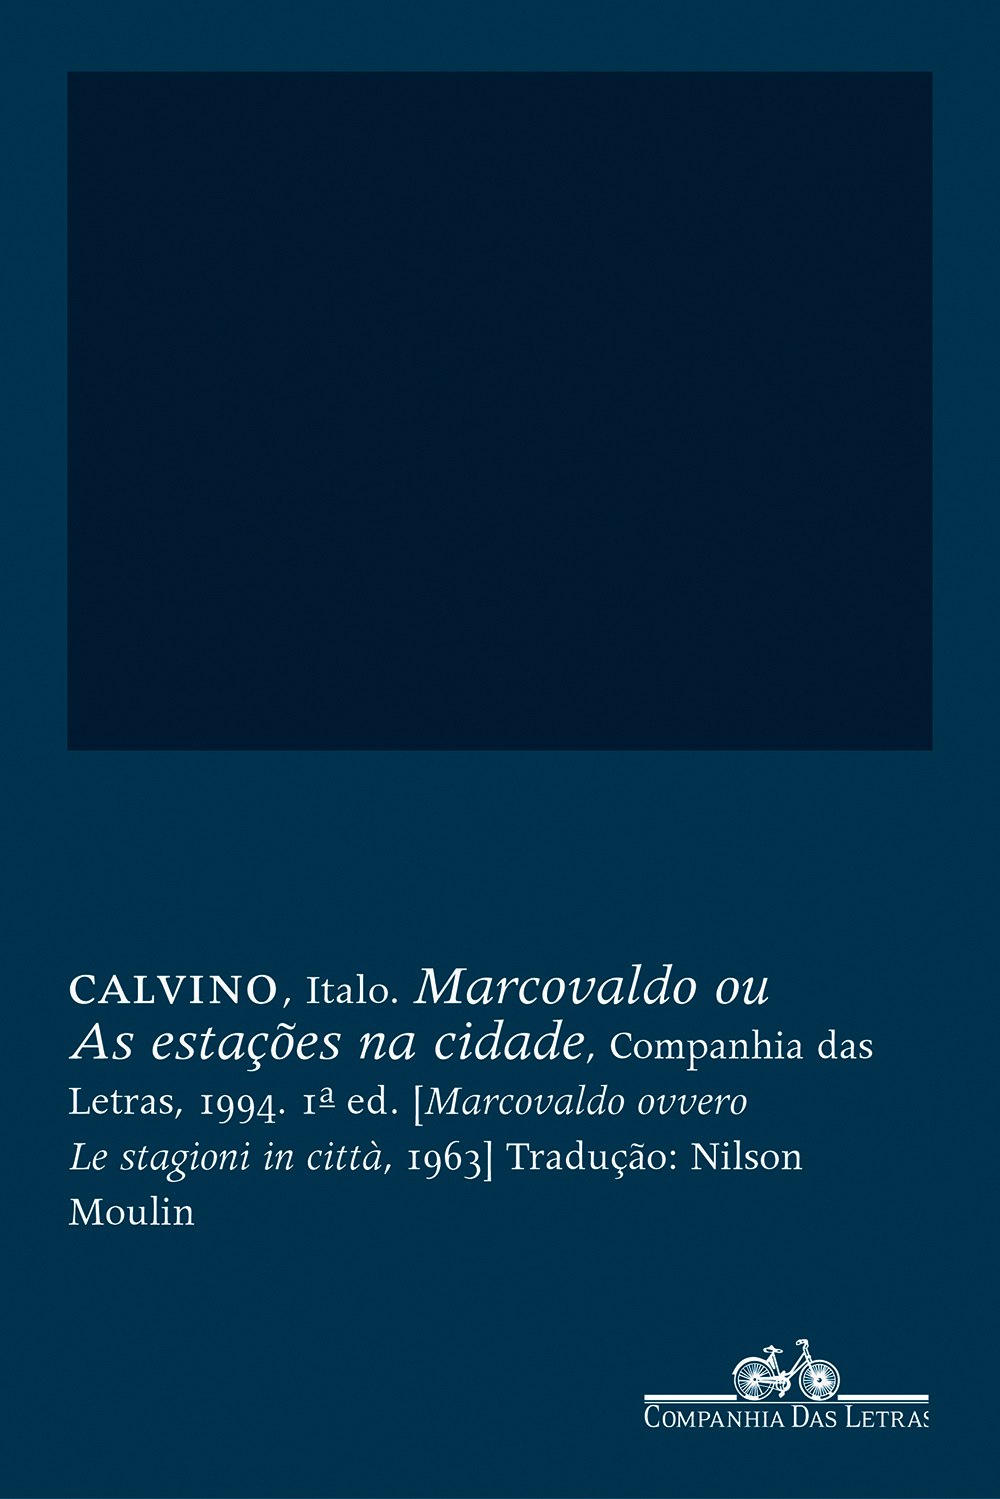 CALVINO, Italo. Marcovaldo ou
As estações na cidade, Companhia das
Letras, 1994. 1ª ed. [Marcovaldo ovvero
Le stagioni in città, 1963] Tradução: Nilson
Moulin
COMPANHIA DAS LETRAS